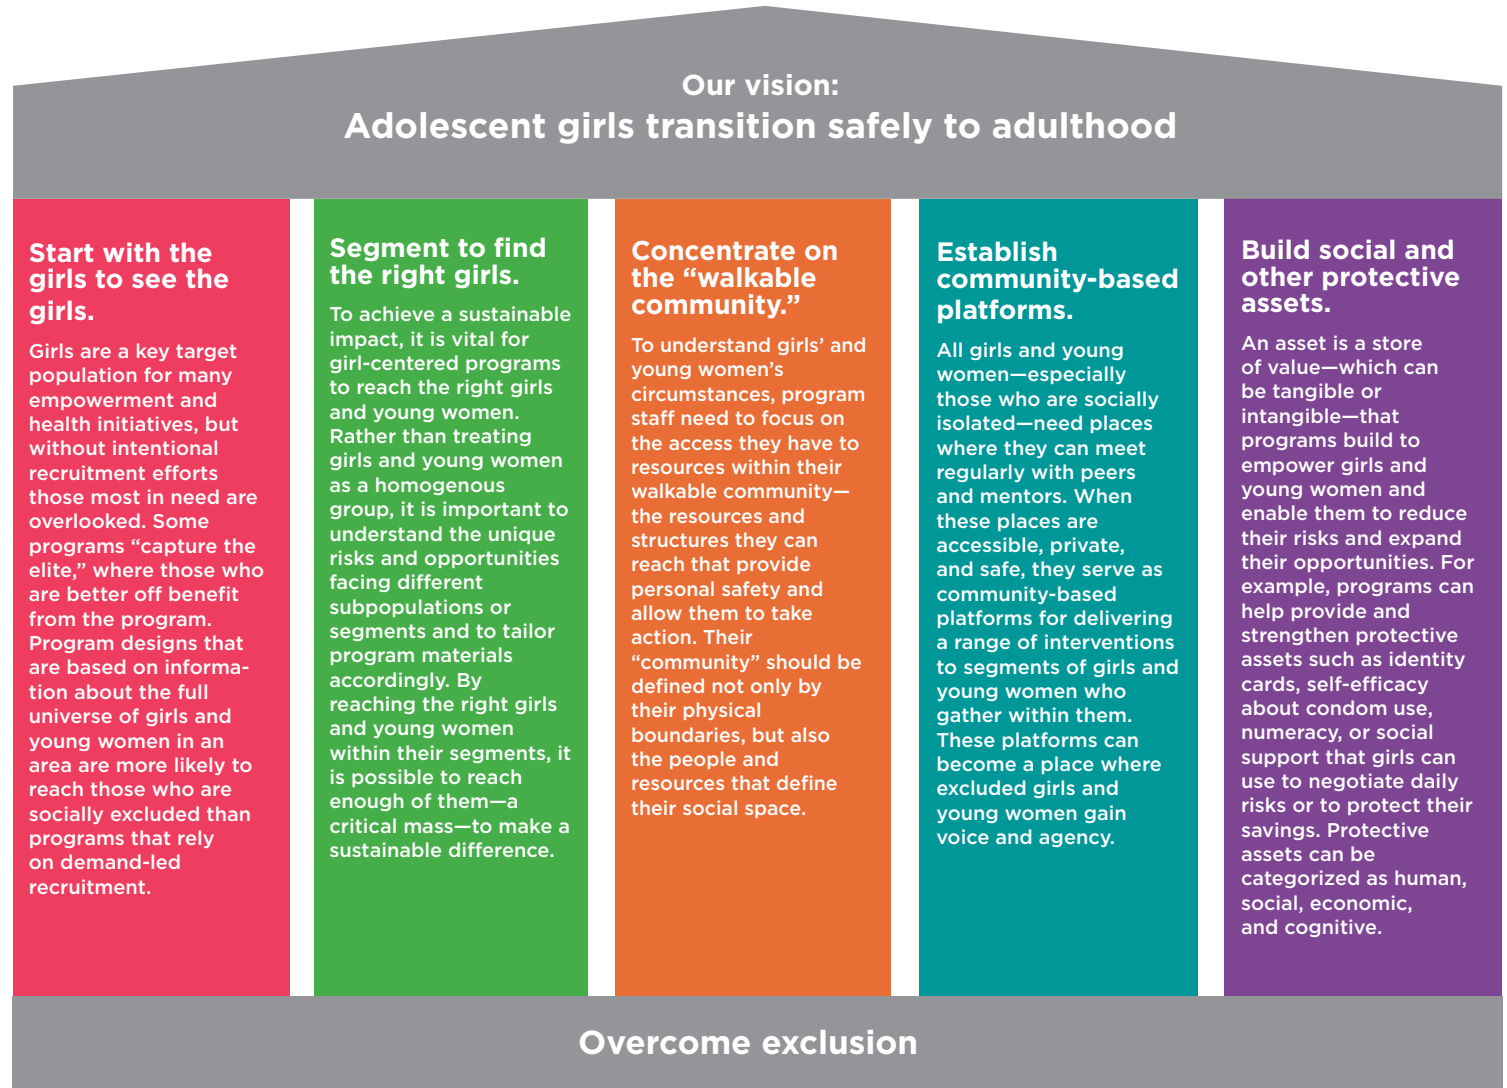 Our vision:
Adolescent girls transition safely to adulthood
Start with the
girls to see the
girls.
Girls are a key target
population for many
empowerment and
health initiatives, but
without intentional
recruitment efforts
those most in need are
overlooked. Some
programs “capture the
elite,” where those who
are better off benefit
from the program.
Program designs that
are based on informa-
tion about the full
universe of girls and
young women in an
area are more likely to
reach those who are
socially excluded than
programs that rely
on demand-led
recruitment.
Segment to find
the right girls.
To achieve a sustainable
impact, it is vital for
girl-centered programs
to reach the right girls
and young women.
Rather than treating
girls and young women
as a homogenous
group, it is important to
understand the unique
risks and opportunities
facing different
subpopulations or
segments and to tailor
program materials
accordingly. By
reaching the right girls
and young women
within their segments, it
is possible to reach
enough of them—a
critical mass—to make a
sustainable difference.
Concentrate on
the “walkable
community.”
To understand girls’ and
young women’s
circumstances, program
staff need to focus on
the access they have to
resources within their
walkable community—
the resources and
structures they can
reach that provide
personal safety and
allow them to take
action. Their
“community” should be
defined not only by
their physical
boundaries, but also
the people and
resources that define
their social space.
Establish
community-based
platforms.
All girls and young
women—especially
those who are socially
isolated—need places
where they can meet
regularly with peers
and mentors. When
these places are
accessible, private,
and safe, they serve as
community-based
platforms for delivering
a range of interventions
to segments of girls and
young women who
gather within them.
These platforms can
become a place where
excluded girls and
young women gain
voice and agency.
Build social and
other protective
assets.
An asset is a store
of value—which can
be tangible or
intangible—that
programs build to
empower girls and
young women and
enable them to reduce
their risks and expand
their opportunities. For
example, programs can
help provide and
strengthen protective
assets such as identity
cards, self-efficacy
about condom use,
numeracy, or social
support that girls can
use to negotiate daily
risks or to protect their
savings. Protective
assets can be
categorized as human,
social, economic,
and cognitive.
Overcome exclusion